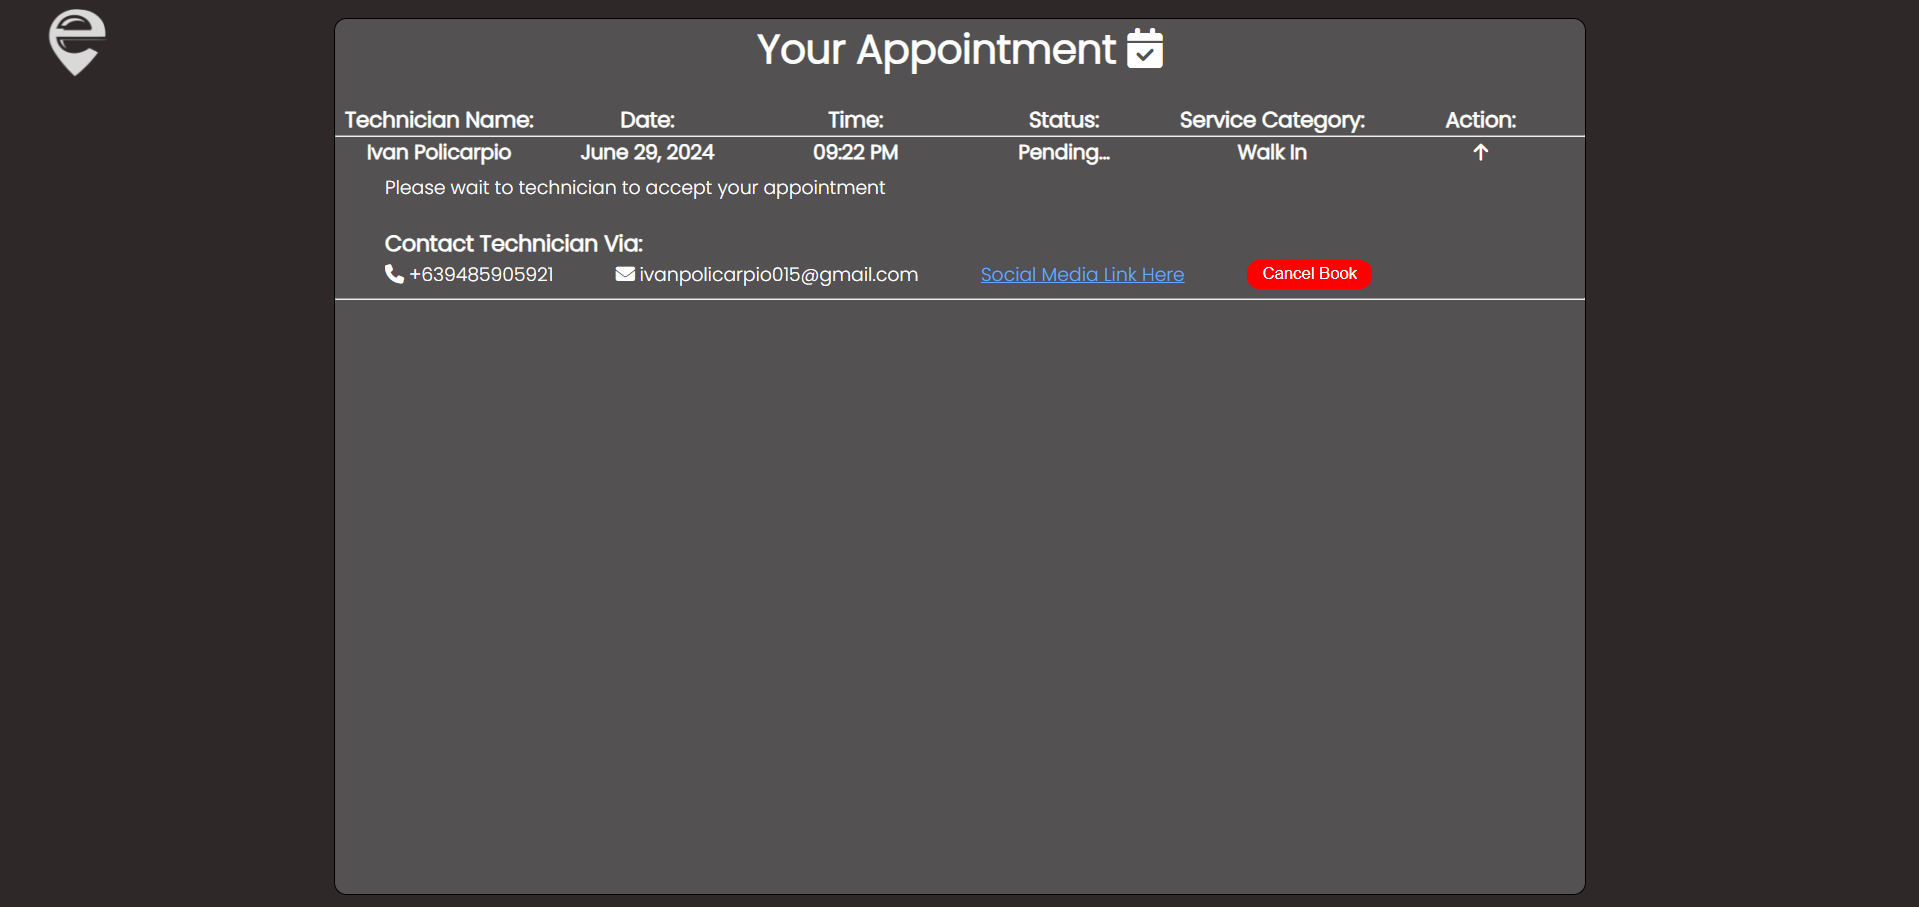 Your Appointment
Technician Name: Date: Time: Status: Service Category: Action:
Ivan Policarpio June 29, 2024 09:22 PM Pending... Walk In
Please wait to technician to accept your appointment
Contact Technician Via:
+639485905921 ivanpolicarpio015@gmail.com Social Media Link Here Cancel Book